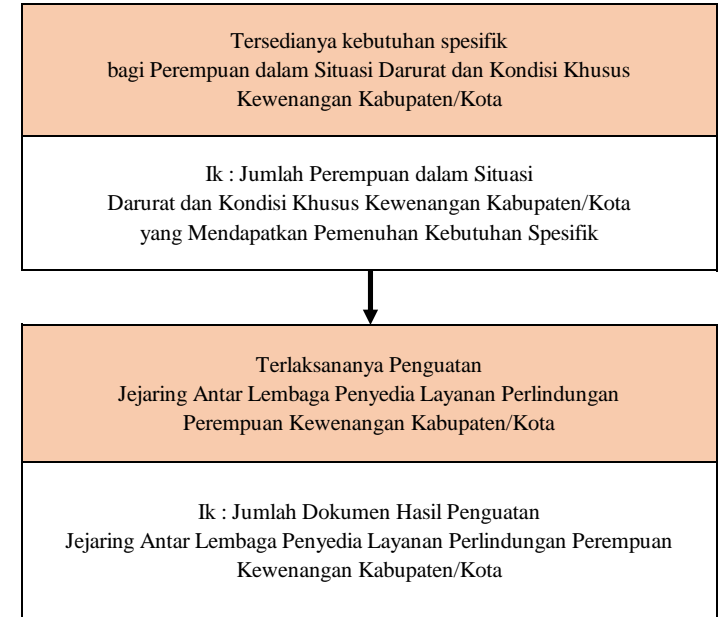 Tersedianya kebutuhan spesifik
bagi Perempuan dalam Situasi Darurat dan Kondisi Khusus
Kewenangan Kabupaten/Kota
Ik : Jumlah Perempuan dalam Situasi
Darurat dan Kondisi Khusus Kewenangan Kabupaten/Kota
yang Mendapatkan Pemenuhan Kebutuhan Spesifik
Terlaksananya Penguatan
Jejaring Antar Lembaga Penyedia Layanan Perlindungan
Perempuan Kewenangan Kabupaten/Kota
Ik : Jumlah Dokumen Hasil Penguatan
Jejaring Antar Lembaga Penyedia Layanan Perlindungan Perempuan
Kewenangan Kabupaten/Kota